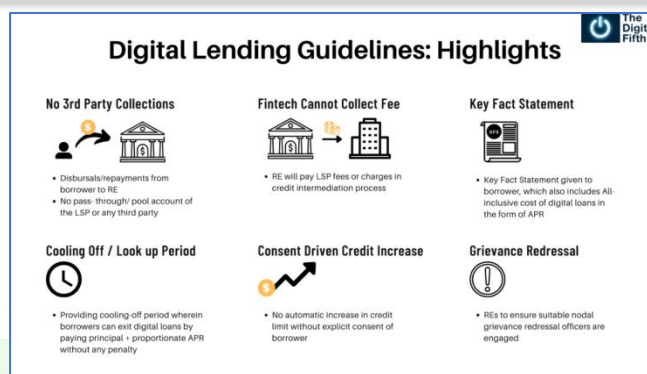 The
Digit
Fifth
Digital Lending Guidelines: Highlights
No 3rd Party Collections
• Disbursals/repayments from
borrower to RE
• No pass- through/ pool account of
the LSP or any third party
Fintech Cannot Collect Fee
• RE will pay LSP fees or charges in
credit intermediation process
Key Fact Statement
KFS
• Key Fact Statement given to
borrower, which also includes All-
inclusive cost of digital loans in
the form of APR
Cooling Off / Look up Period
• Providing cooling-off period wherein
borrowers can exit digital loans by
paying principal + proportionate APR
without any penalty
Consent Driven Credit Increase
$
• No automatic increase in credit
limit without explicit consent of
borrower
Grievance Redressal
• REs to ensure suitable nodal
grievance redressal officers are
engaged